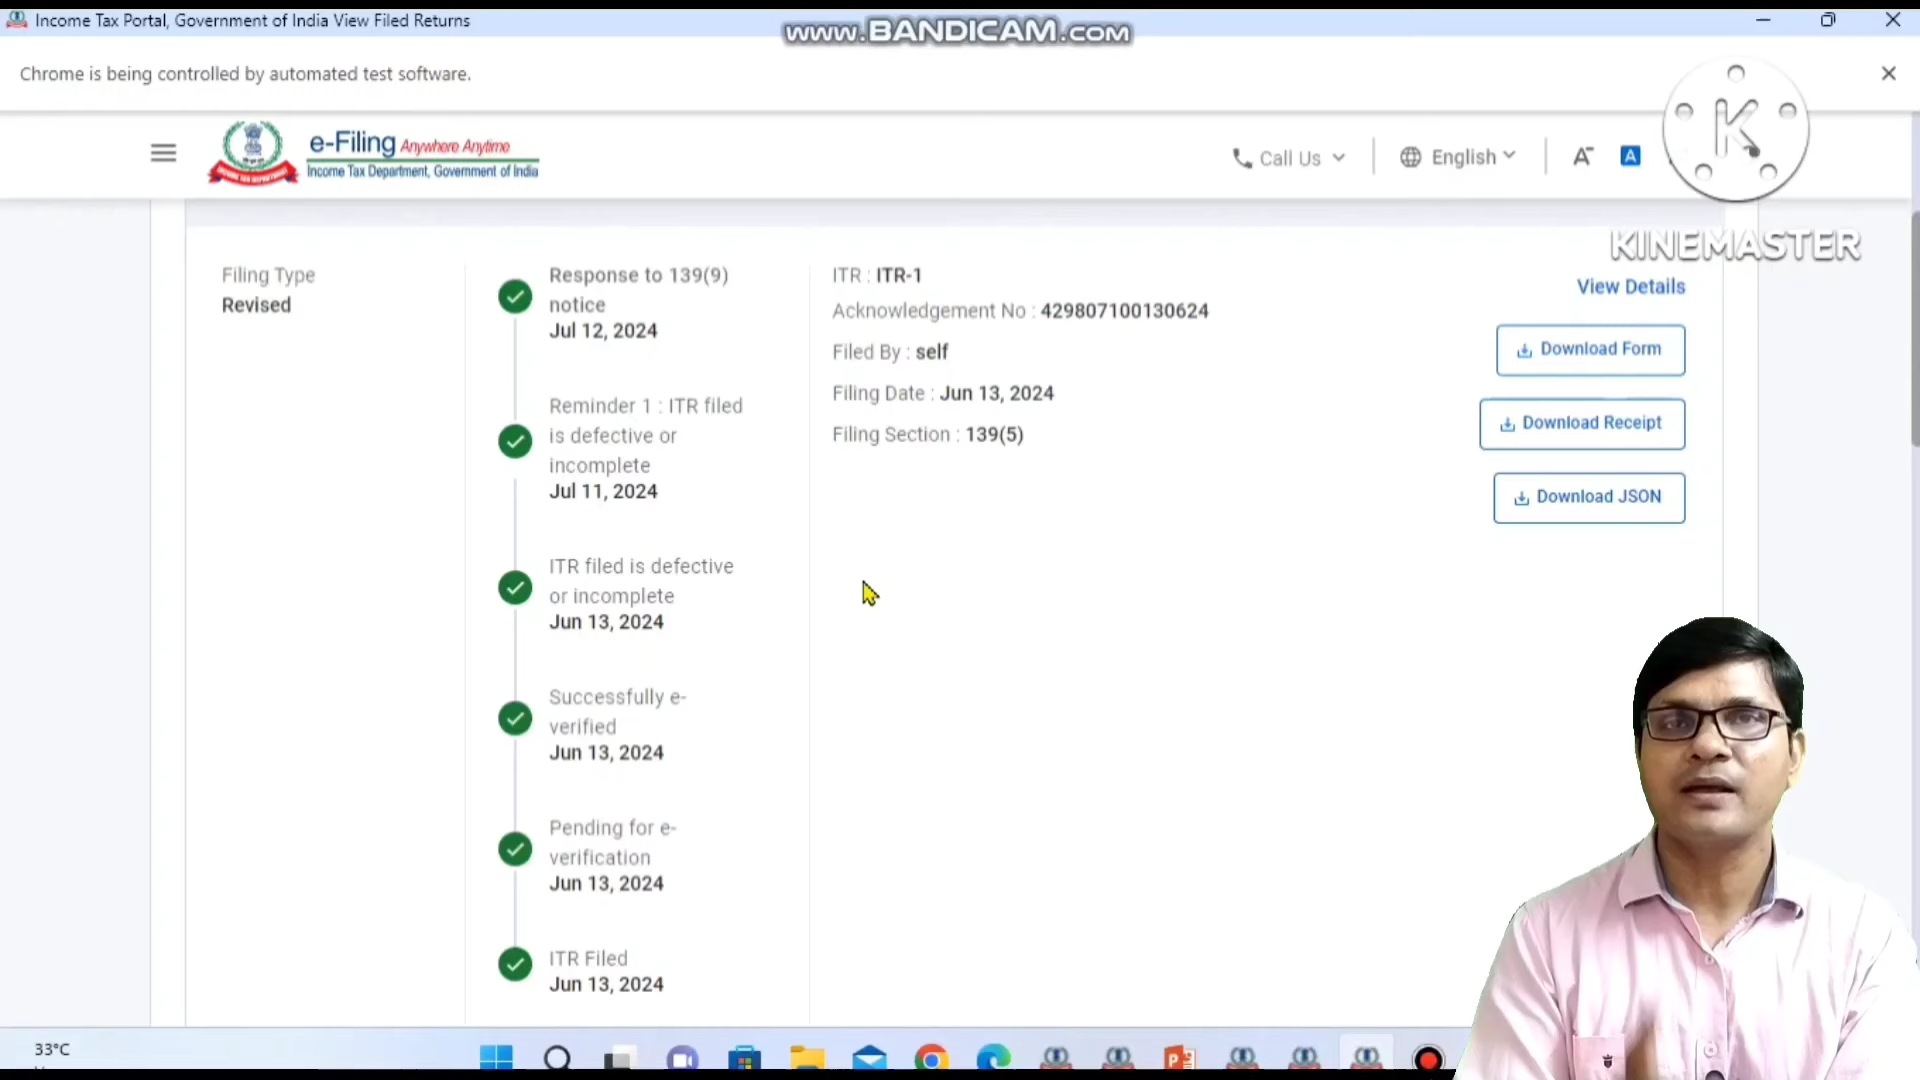 Income Tax Portal, Government of India View Filed Returns
www.BANDICAM.com
Chrome is being controlled by automated test software.
e-Filing Anywhere Anytime
Income Tax Department, Government of India
Call Us
English
A
A
K
KINEMASTER
Filing Type
Revised
Response to 139(9)
notice
Jul 12, 2024
Reminder 1 : ITR filed
is defective or
incomplete
Jul 11, 2024
ITR filed is defective
or incomplete
Jun 13, 2024
Successfully e-
verified
Jun 13, 2024
Pending for e-
verification
Jun 13, 2024
ITR Filed
Jun 13, 2024
ITR : ITR-1
Acknowledgement No : 429807100130624
Filed By : self
Filing Date : Jun 13, 2024
Filing Section : 139(5)
View Details
Download Form
Download Receipt
Download JSON
33°C